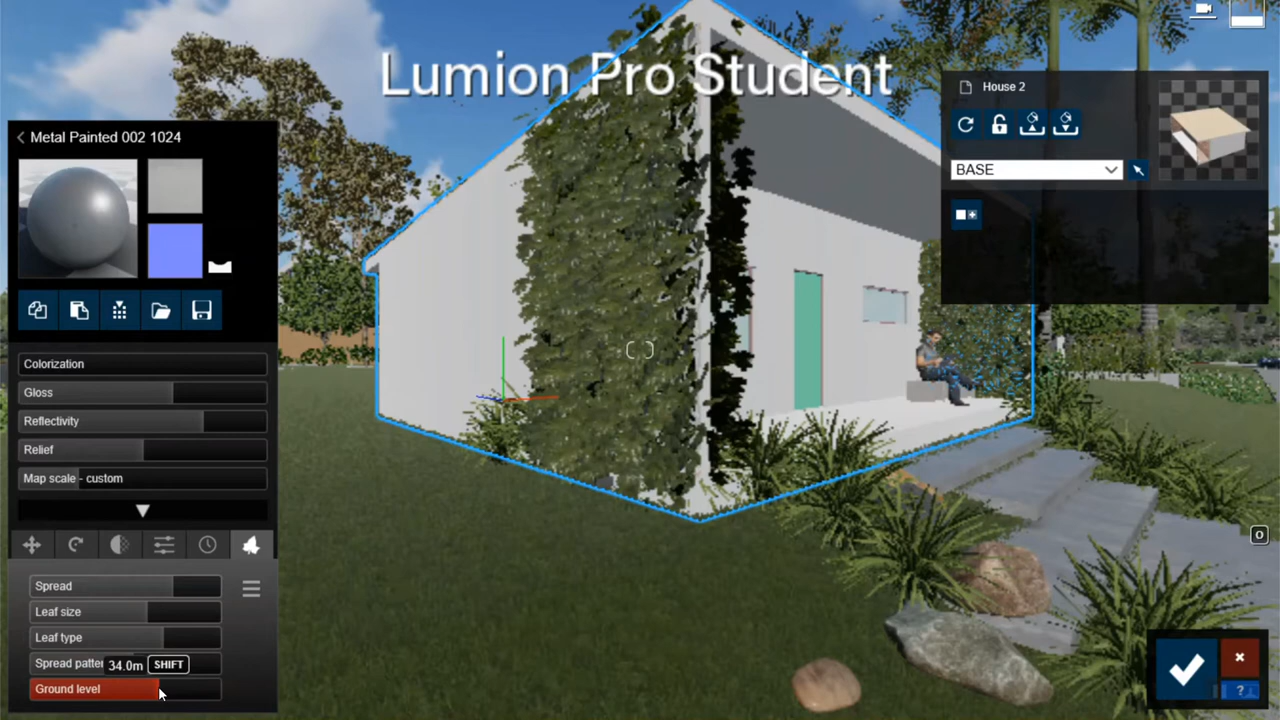 Lumion Pro Student
Metal Painted 002 1024
Colorization
Gloss
Reflectivity
Relief
Map scale - custom
Spread
Leaf size
Leaf type
Spread patte
34.0m
SHIFT
Ground level
House 2
BASE
O
?